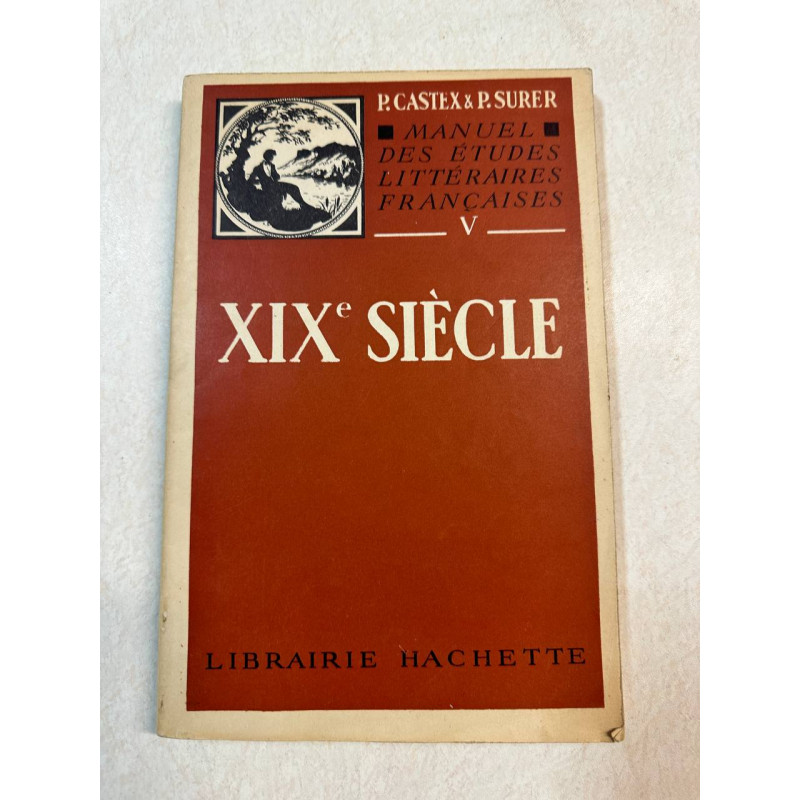 P. CASTEX & P. SURER
MANUEL
DES ÉTUDES
LITTÉRAIRES
FRANÇAISES
V
XIXe SIÈCLE
LIBRAIRIE HACHETTE